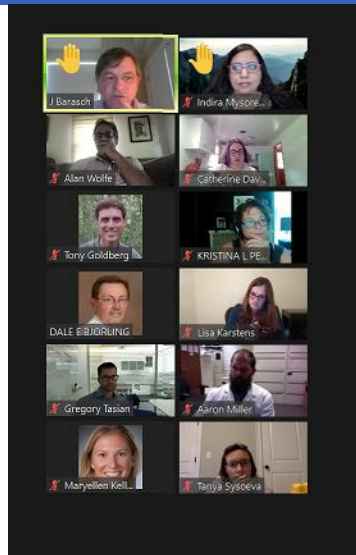 J Barasch
Indira Mysore...
Alan Wolfe
Catherine Dav...
Tony Goldberg
KRISTINA L PE...
DALE E BJORLING
Lisa Karstens
Gregory Tasian
Aaron Miller
Maryellen Kell...
Tanya Sysoeva